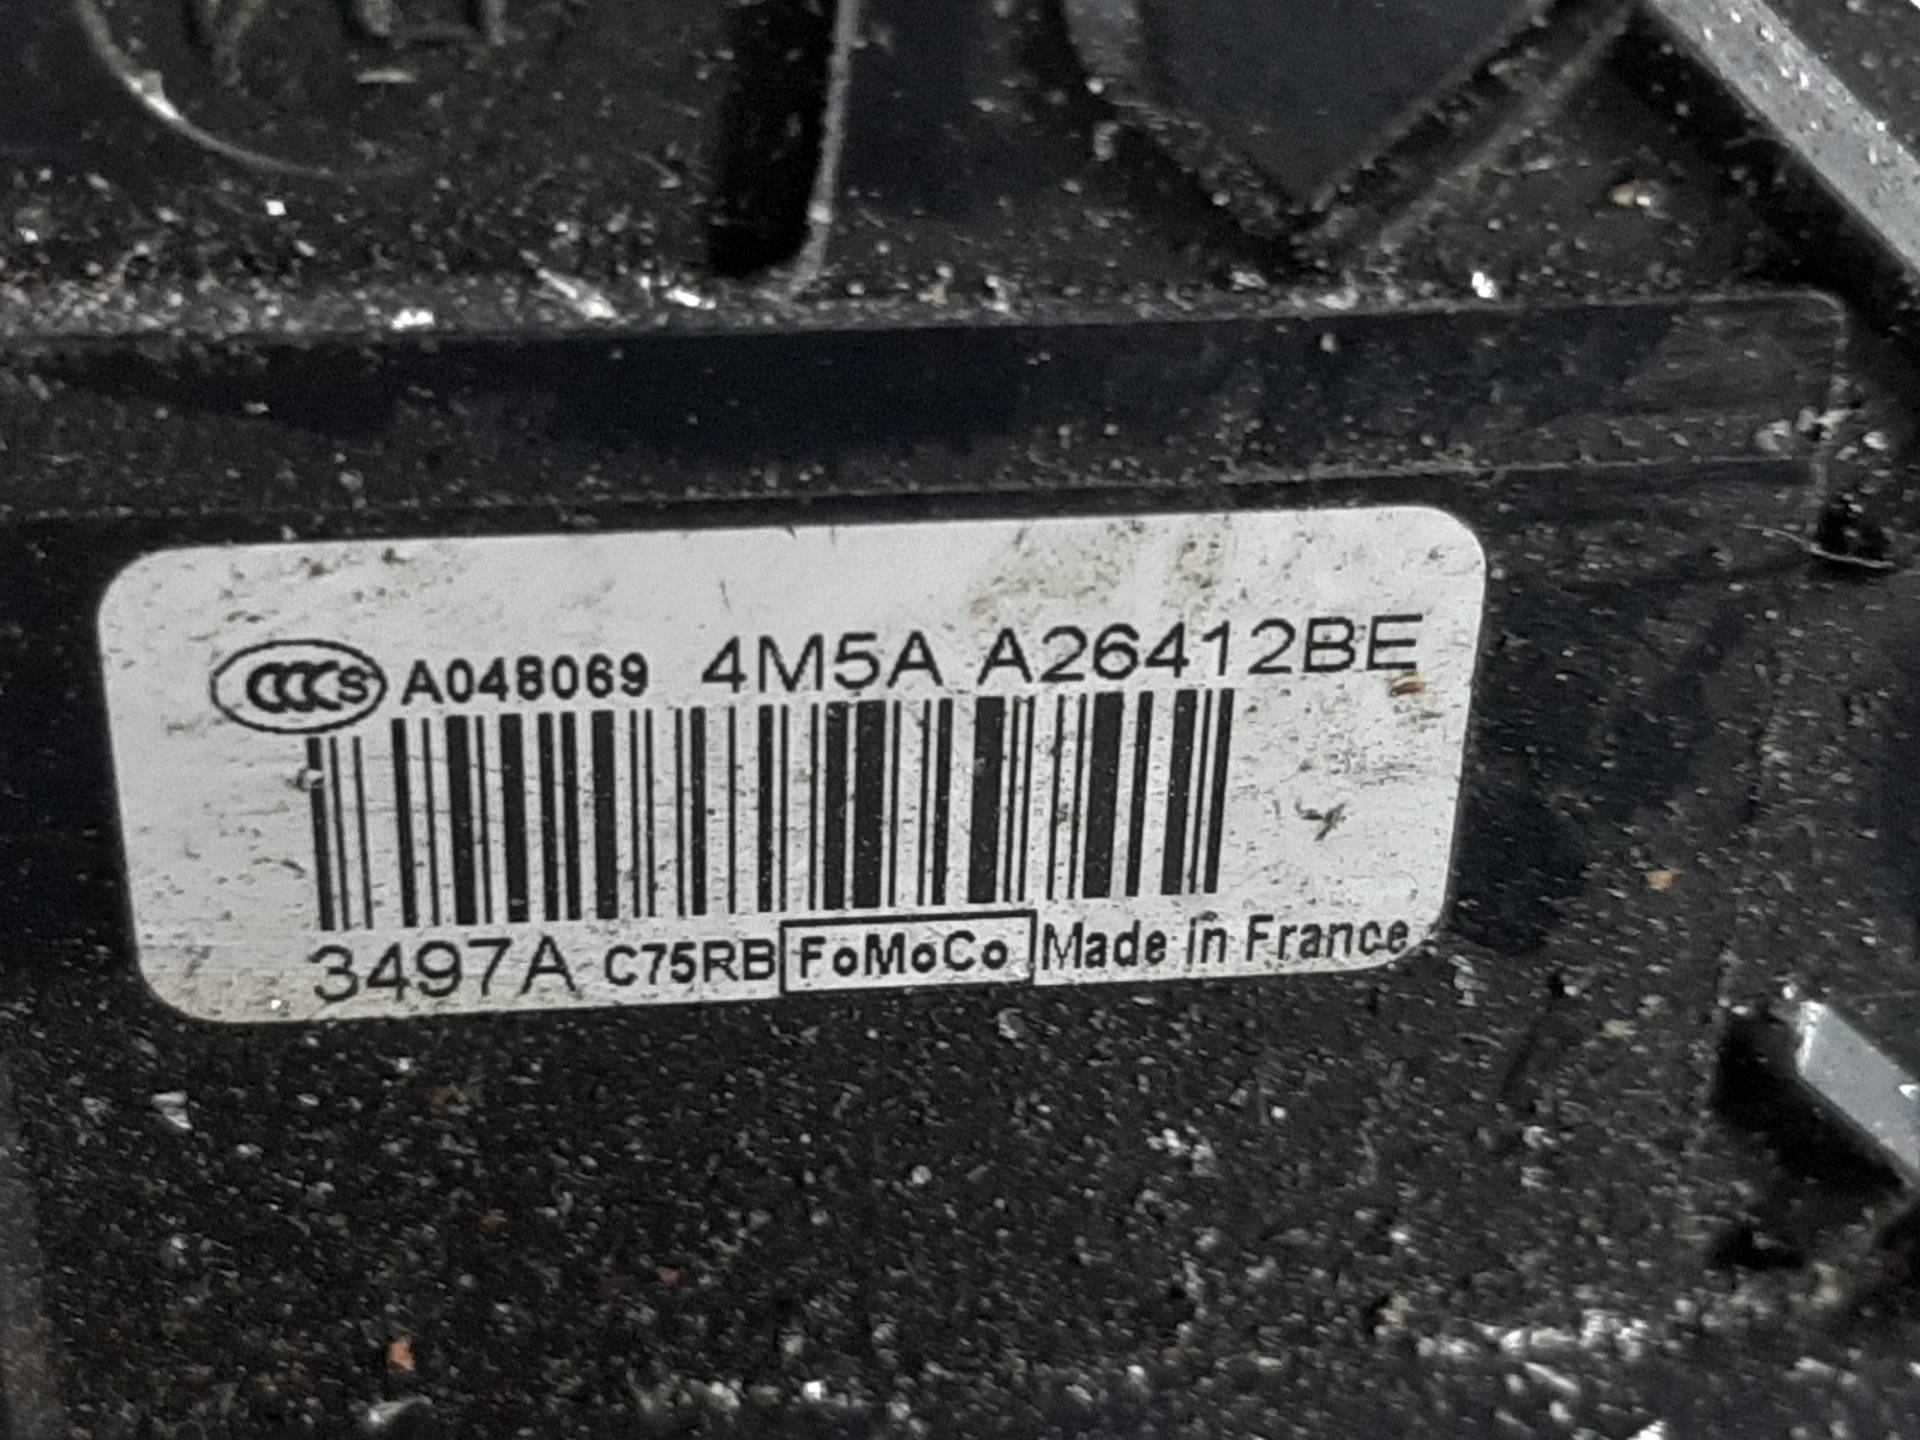 CCCS A048069 4M5A A26412BE
3497A C75RB FoMoCo Made in France